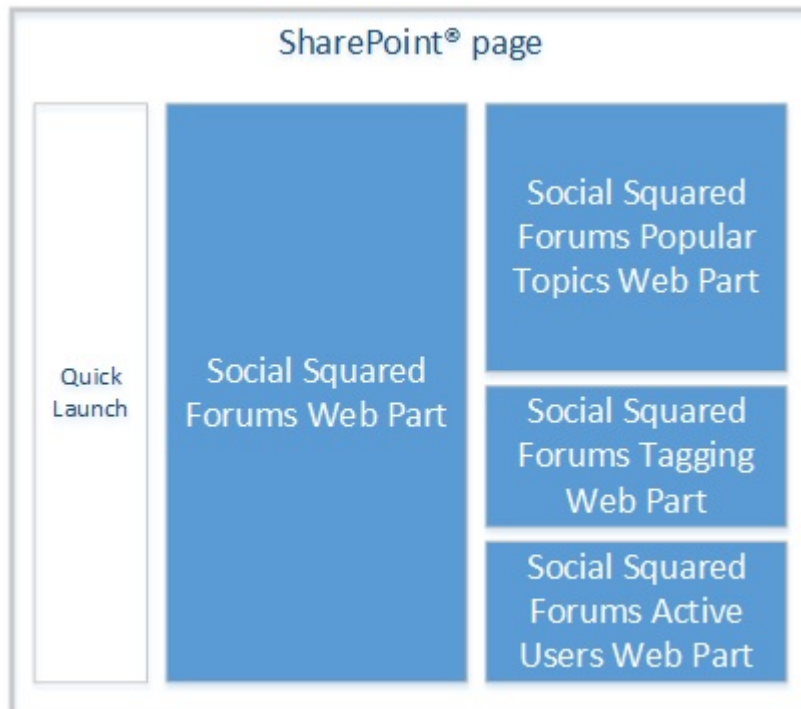 SharePoint® page
Quick
Launch
Social Squared
Forums Web Part
Social Squared
Forums Popular
Topics Web Part
Social Squared
Forums Tagging
Web Part
Social Squared
Forums Active
Users Web Part